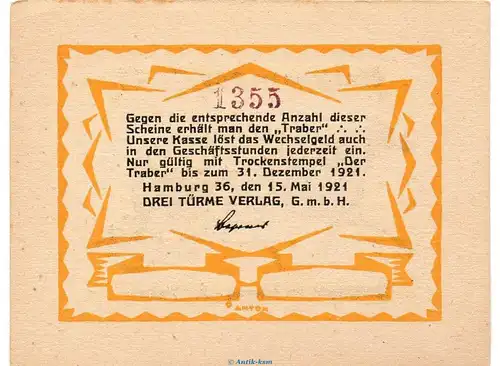 1355
Gegen die entsprechende Anzahl dieser
Scheine erhält man den „Traber" ∴ ∴
Unsere Kasse löst das Wechselgeld auch
in den Geschäftsstunden jederzeit ein.
Nur gültig mit Trockenstempel „Der
Traber" bis zum 31. Dezember 1921.
Hamburg 36, den 15. Mai 1921
DREI TÜRME VERLAG, G. m. b. H.
ANTON
© Antik-ksm